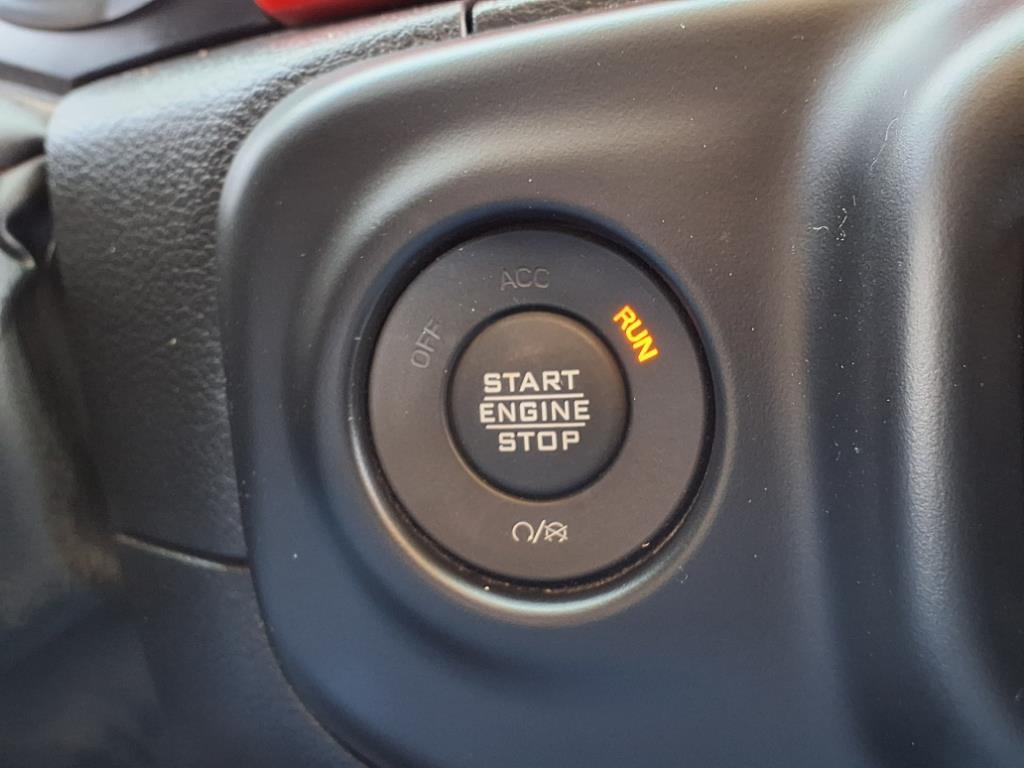 ACC
OFF
RUN
START
ENGINE
STOP